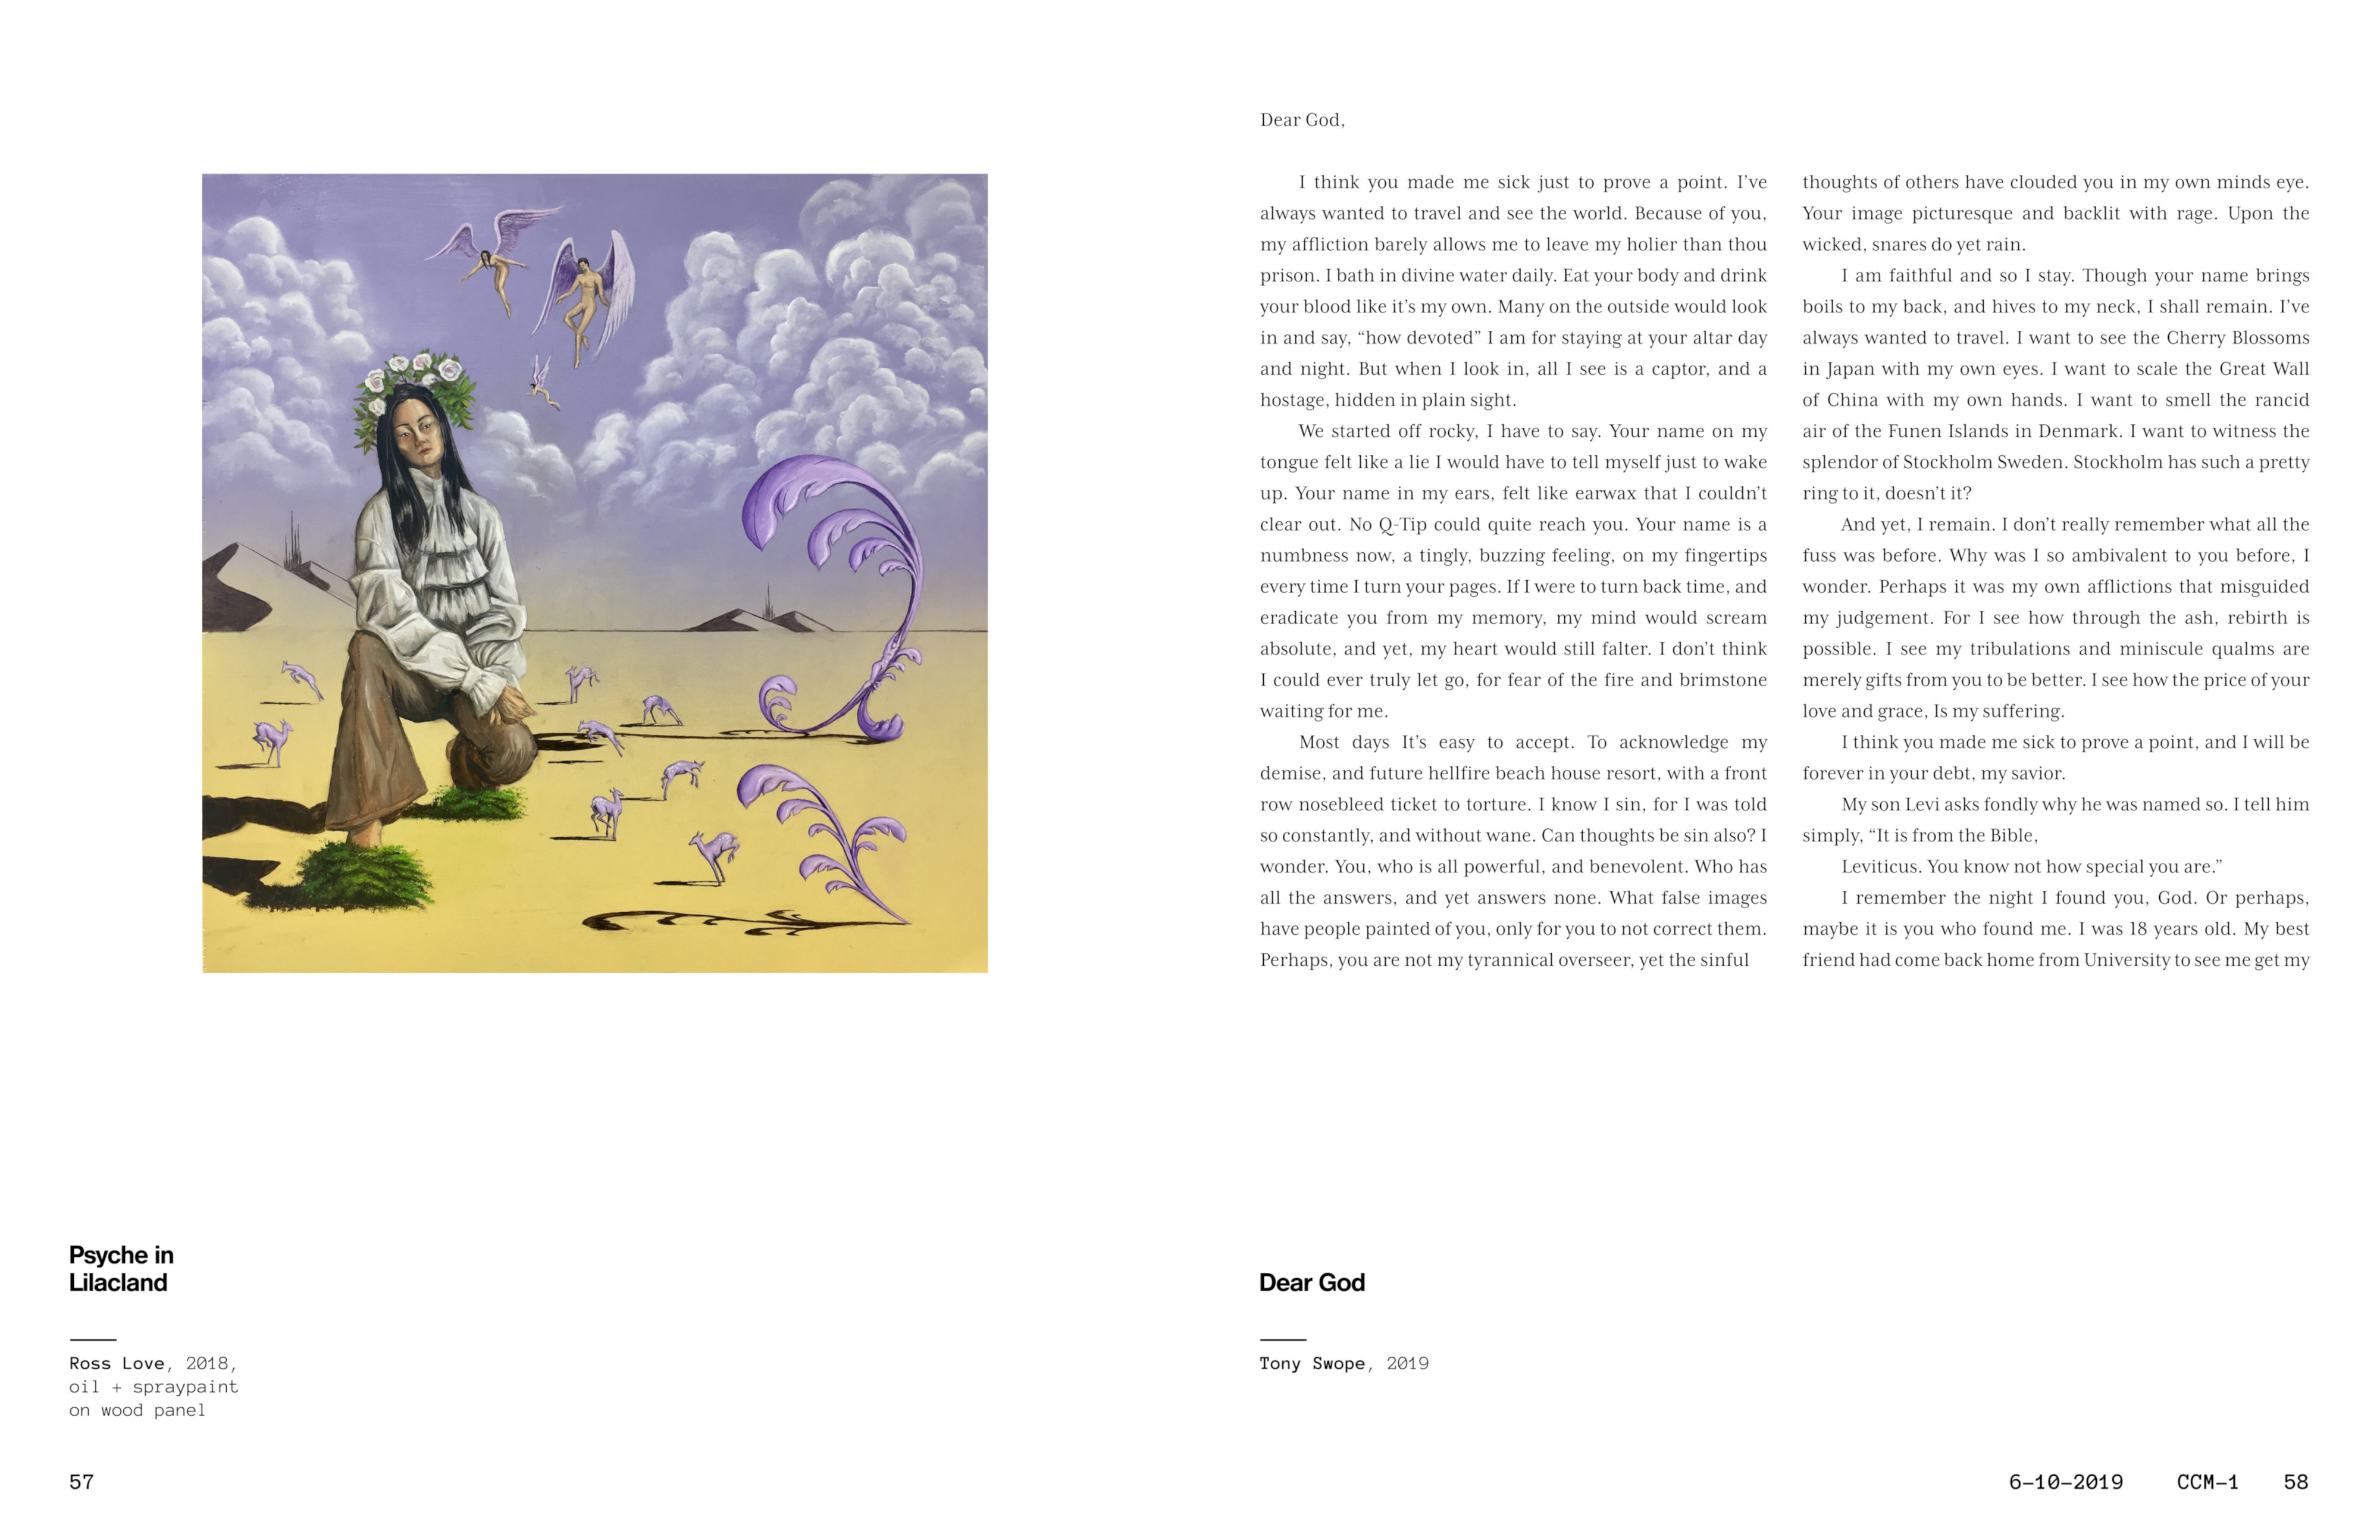 Psyche in
Lilacland
Ross Love, 2018,
oil + spraypaint
on wood panel
57
Dear God,
I think you made me sick just to prove a point. I’ve
always wanted to travel and see the world. Because of you,
my affliction barely allows me to leave my holier than thou
prison. I bath in divine water daily. Eat your body and drink
your blood like it’s my own. Many on the outside would look
in and say, “how devoted” I am for staying at your altar day
and night. But when I look in, all I see is a captor, and a
hostage, hidden in plain sight.
We started off rocky, I have to say. Your name on my
tongue felt like a lie I would have to tell myself just to wake
up. Your name in my ears, felt like earwax that I couldn’t
clear out. No Q-Tip could quite reach you. Your name is a
numbness now, a tingly, buzzing feeling, on my fingertips
every time I turn your pages. If I were to turn back time, and
eradicate you from my memory, my mind would scream
absolute, and yet, my heart would still falter. I don’t think
I could ever truly let go, for fear of the fire and brimstone
waiting for me.
Most days It’s easy to accept. To acknowledge my
demise, and future hellfire beach house resort, with a front
row nosebleed ticket to torture. I know I sin, for I was told
so constantly, and without wane. Can thoughts be sin also? I
wonder. You, who is all powerful, and benevolent. Who has
all the answers, and yet answers none. What false images
have people painted of you, only for you to not correct them.
Perhaps, you are not my tyrannical overseer, yet the sinful
thoughts of others have clouded you in my own minds eye.
Your image picturesque and backlit with rage. Upon the
wicked, snares do yet rain.
I am faithful and so I stay. Though your name brings
boils to my back, and hives to my neck, I shall remain. I’ve
always wanted to travel. I want to see the Cherry Blossoms
in Japan with my own eyes. I want to scale the Great Wall
of China with my own hands. I want to smell the rancid
air of the Funen Islands in Denmark. I want to witness the
splendor of Stockholm Sweden. Stockholm has such a pretty
ring to it, doesn’t it?
And yet, I remain. I don’t really remember what all the
fuss was before. Why was I so ambivalent to you before, I
wonder. Perhaps it was my own afflictions that misguided
my judgement. For I see how through the ash, rebirth is
possible. I see my tribulations and miniscule qualms are
merely gifts from you to be better. I see how the price of your
love and grace, Is my suffering.
I think you made me sick to prove a point, and I will be
forever in your debt, my savior.
My son Levi asks fondly why he was named so. I tell him
simply, “It is from the Bible,
Leviticus. You know not how special you are.”
I remember the night I found you, God. Or perhaps,
maybe it is you who found me. I was 18 years old. My best
friend had come back home from University to see me get my
Dear God
Tony Swope, 2019
6–10–2019 CCM–1 58